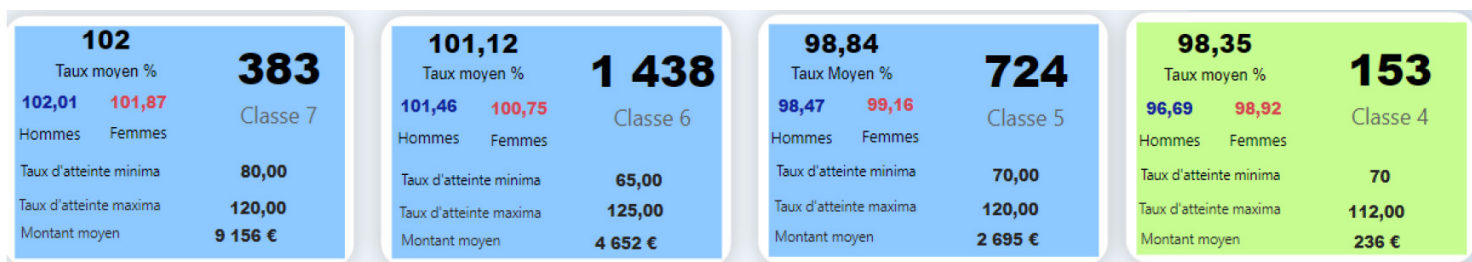 102
Taux moyen %
383
102,01 101,87
Classe 7
Hommes Femmes
Taux d'atteinte minima 80,00
Taux d'atteinte maxima 120,00
Montant moyen 9 156 €
101,12
Taux moyen %
1 438
101,46 100,75
Classe 6
Hommes Femmes
Taux d'atteinte minima 65,00
Taux d'atteinte maxima 125,00
Montant moyen 4 652 €
98,84
Taux Moyen %
724
98,47 99,16
Classe 5
Hommes Femmes
Taux d'atteinte minima 70,00
Taux d'atteinte maxima 120,00
Montant moyen 2 695 €
98,35
Taux moyen %
153
96,69 98,92
Classe 4
Hommes Femmes
Taux d'atteinte minima 70
Taux d'atteinte maxima 112,00
Montant moyen 236 €